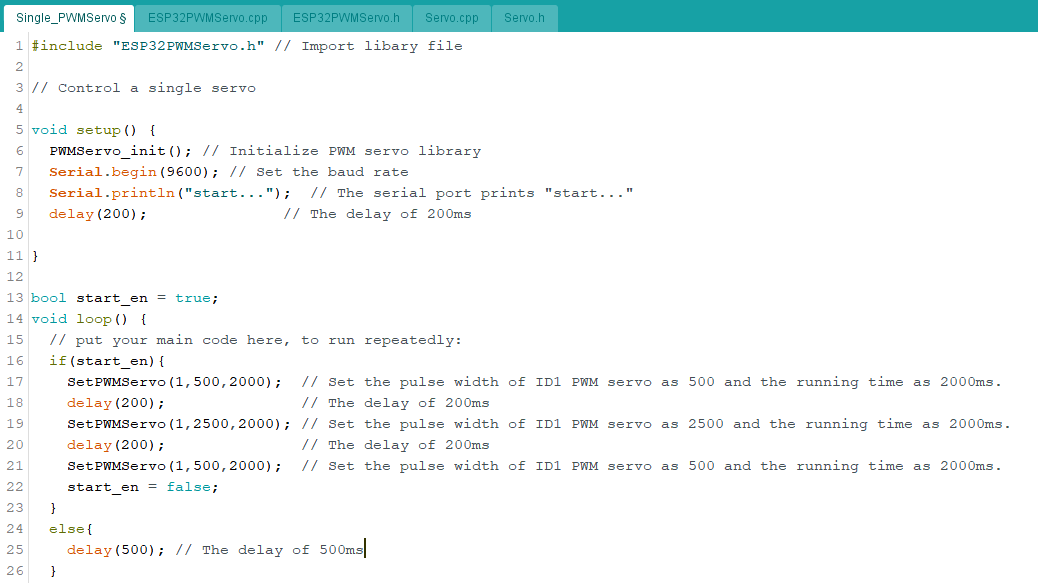 Single_PWMServo § ESP32PWMServo.cpp ESP32PWMServo.h Servo.cpp Servo.h
1 #include "ESP32PWMServo.h" // Import libary file
2
3 // Control a single servo
4
5 void setup() {
6   PWMServo_init(); // Initialize PWM servo library
7   Serial.begin(9600); // Set the baud rate
8   Serial.println("start...");  // The serial port prints "start..."
9   delay(200);               // The delay of 200ms
10
11 }
12
13 bool start_en = true;
14 void loop() {
15   // put your main code here, to run repeatedly:
16   if(start_en){
17     SetPWMServo(1,500,2000);  // Set the pulse width of ID1 PWM servo as 500 and the running time as 2000ms.
18     delay(200);               // The delay of 200ms
19     SetPWMServo(1,2500,2000); // Set the pulse width of ID1 PWM servo as 2500 and the running time as 2000ms.
20     delay(200);               // The delay of 200ms
21     SetPWMServo(1,500,2000);  // Set the pulse width of ID1 PWM servo as 500 and the running time as 2000ms.
22     start_en = false;
23   }
24   else{
25     delay(500); // The delay of 500ms
26   }